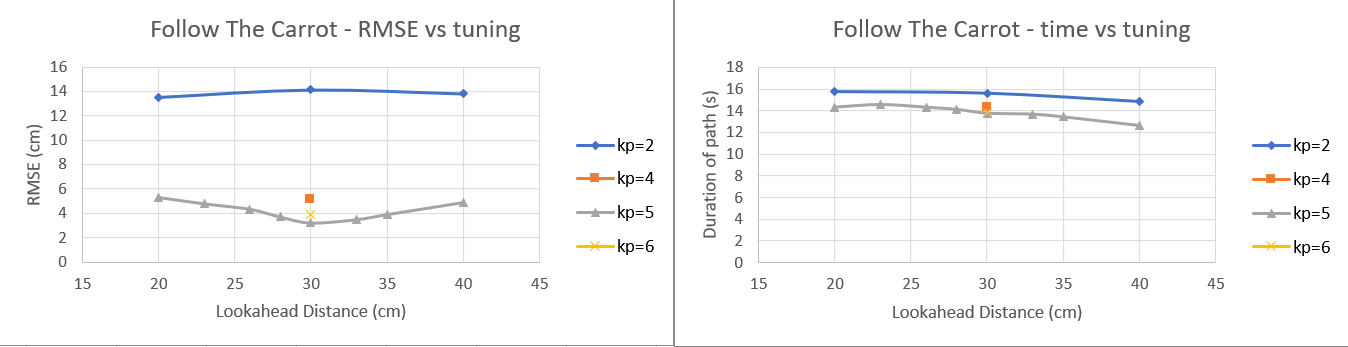 Follow The Carrot - RMSE vs tuning
16
14
12
10
8
6
4
2
0
RMSE (cm)
15 20 25 30 35 40 45
Lookahead Distance (cm)
kp=2
kp=4
kp=5
kp=6
Follow The Carrot - time vs tuning
18
16
14
12
10
8
6
4
2
0
Duration of path (s)
15 20 25 30 35 40 45
Lookahead Distance (cm)
kp=2
kp=4
kp=5
kp=6